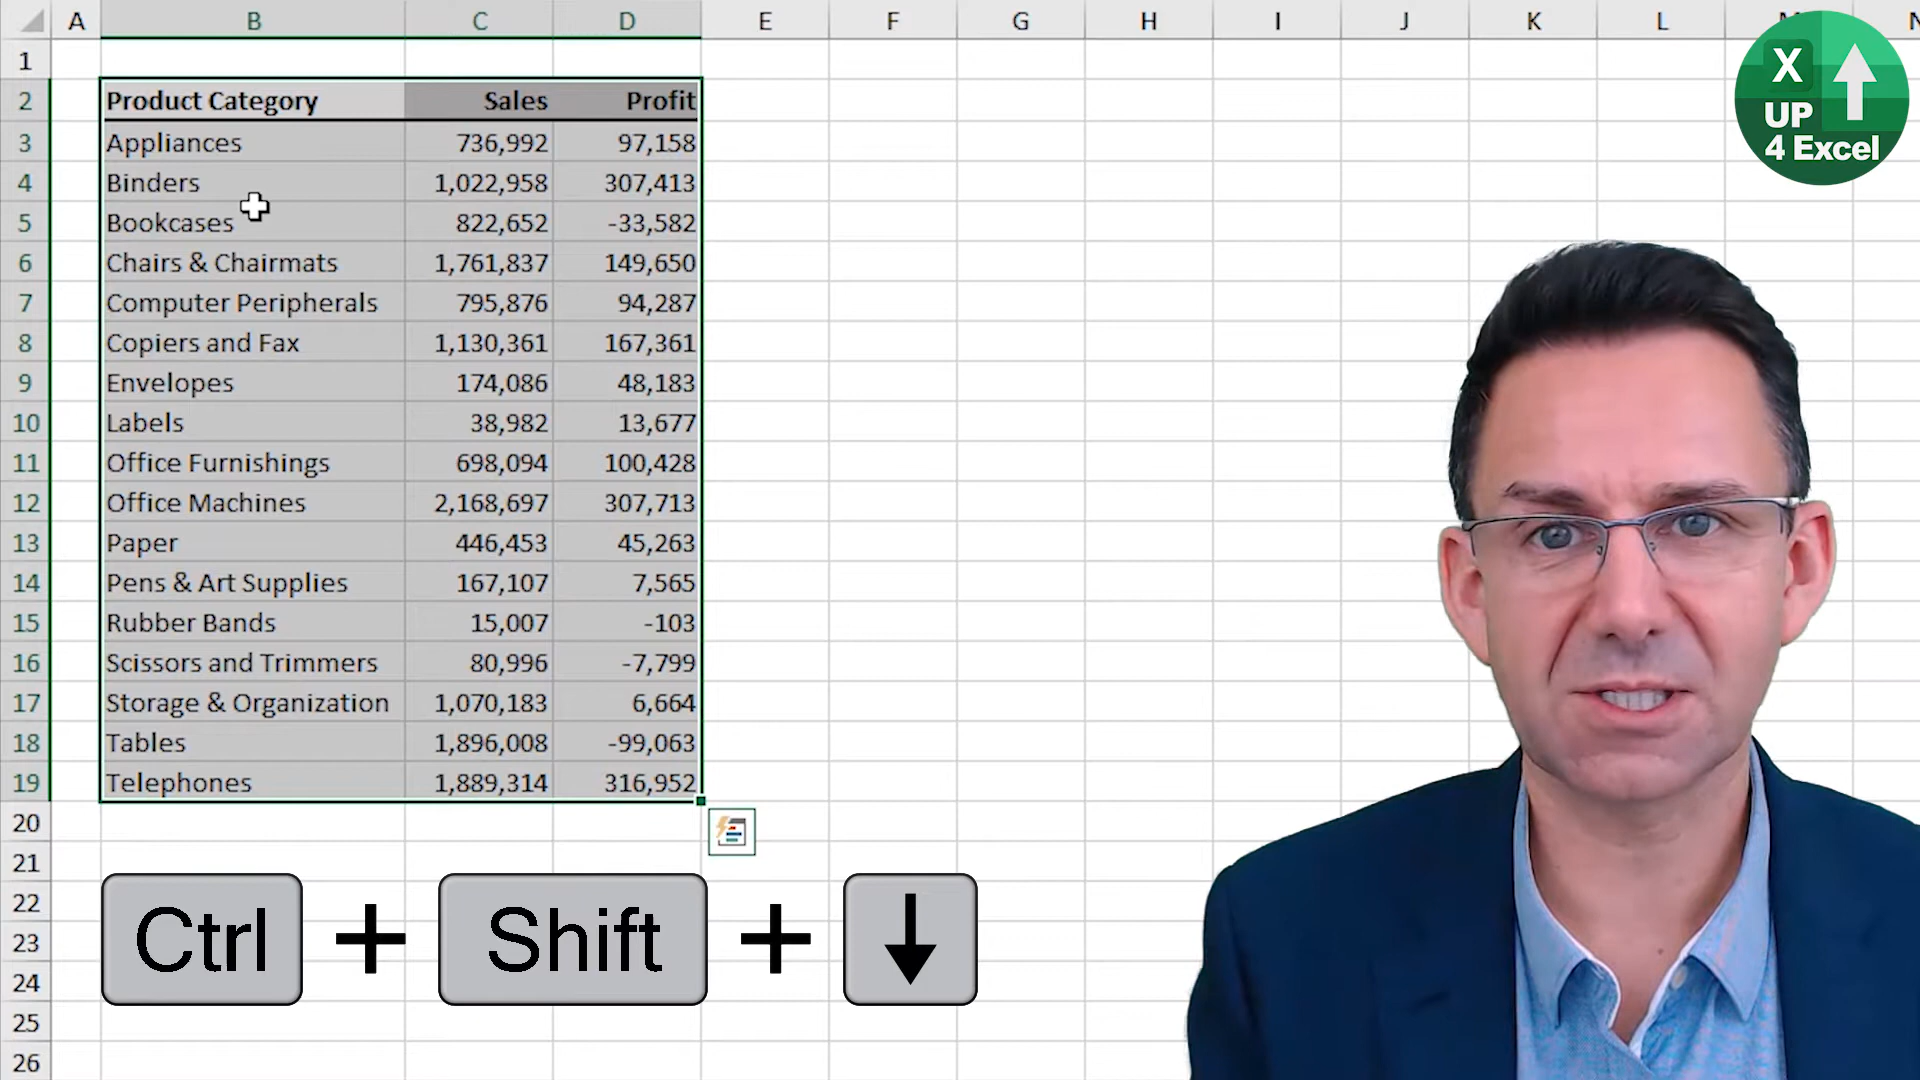 A B C D E F G H I J K L M N
1
2 Product Category Sales Profit
3 Appliances 736,992 97,158
4 Binders 1,022,958 307,413
5 Bookcases 822,652 -33,582
6 Chairs & Chairmats 1,761,837 149,650
7 Computer Peripherals 795,876 94,287
8 Copiers and Fax 1,130,361 167,361
9 Envelopes 174,086 48,183
10 Labels 38,982 13,677
11 Office Furnishings 698,094 100,428
12 Office Machines 2,168,697 307,713
13 Paper 446,453 45,263
14 Pens & Art Supplies 167,107 7,565
15 Rubber Bands 15,007 -103
16 Scissors and Trimmers 80,996 -7,799
17 Storage & Organization 1,070,183 6,664
18 Tables 1,896,008 -99,063
19 Telephones 1,889,314 316,952
20
21
22
23
24
25
26
Ctrl + Shift + ↓
X
UP
4 Excel